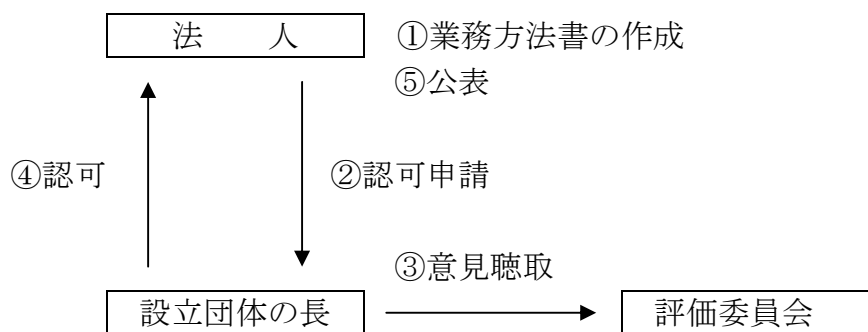 法　　人　①業務方法書の作成
⑤公表
④認可　②認可申請
③意見聴取
設立団体の長　評価委員会